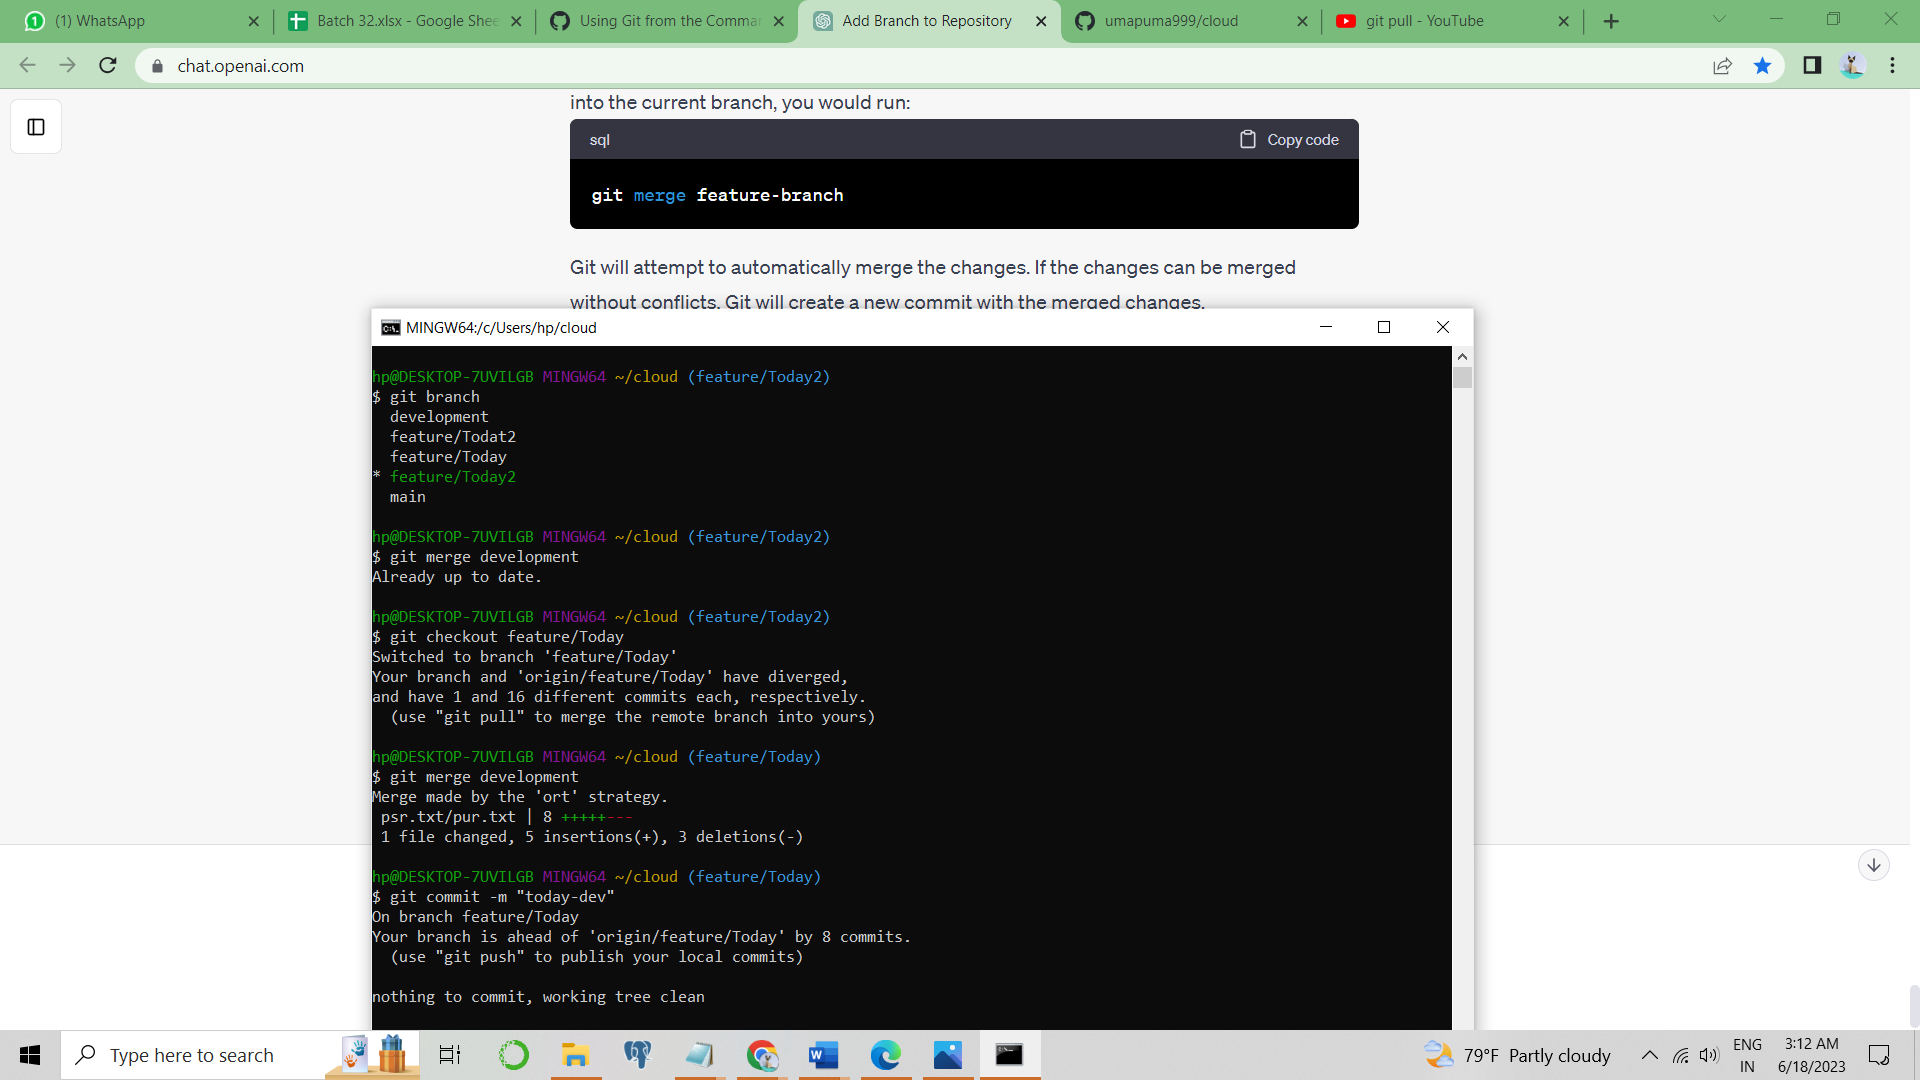 (1) WhatsApp
Batch 32.xlsx - Google Shee
Using Git from the Comman
Add Branch to Repository
umapuma999/cloud
git pull - YouTube
chat.openai.com
into the current branch, you would run:
sql
Copy code
git merge feature-branch
Git will attempt to automatically merge the changes. If the changes can be merged
without conflicts, Git will create a new commit with the merged changes.
MINGW64:/c/Users/hp/cloud
hp@DESKTOP-7UVILGB MINGW64 ~/cloud (feature/Today2)
$ git branch
development
feature/Todat2
feature/Today
* feature/Today2
main
hp@DESKTOP-7UVILGB MINGW64 ~/cloud (feature/Today2)
$ git merge development
Already up to date.
hp@DESKTOP-7UVILGB MINGW64 ~/cloud (feature/Today2)
$ git checkout feature/Today
Switched to branch 'feature/Today'
Your branch and 'origin/feature/Today' have diverged,
and have 1 and 16 different commits each, respectively.
(use "git pull" to merge the remote branch into yours)
hp@DESKTOP-7UVILGB MINGW64 ~/cloud (feature/Today)
$ git merge development
Merge made by the 'ort' strategy.
psr.txt/pur.txt | 8 +++++---
1 file changed, 5 insertions(+), 3 deletions(-)
hp@DESKTOP-7UVILGB MINGW64 ~/cloud (feature/Today)
$ git commit -m "today-dev"
On branch feature/Today
Your branch is ahead of 'origin/feature/Today' by 8 commits.
(use "git push" to publish your local commits)
nothing to commit, working tree clean
Type here to search
79°F Partly cloudy
ENG
IN
3:12 AM
6/18/2023